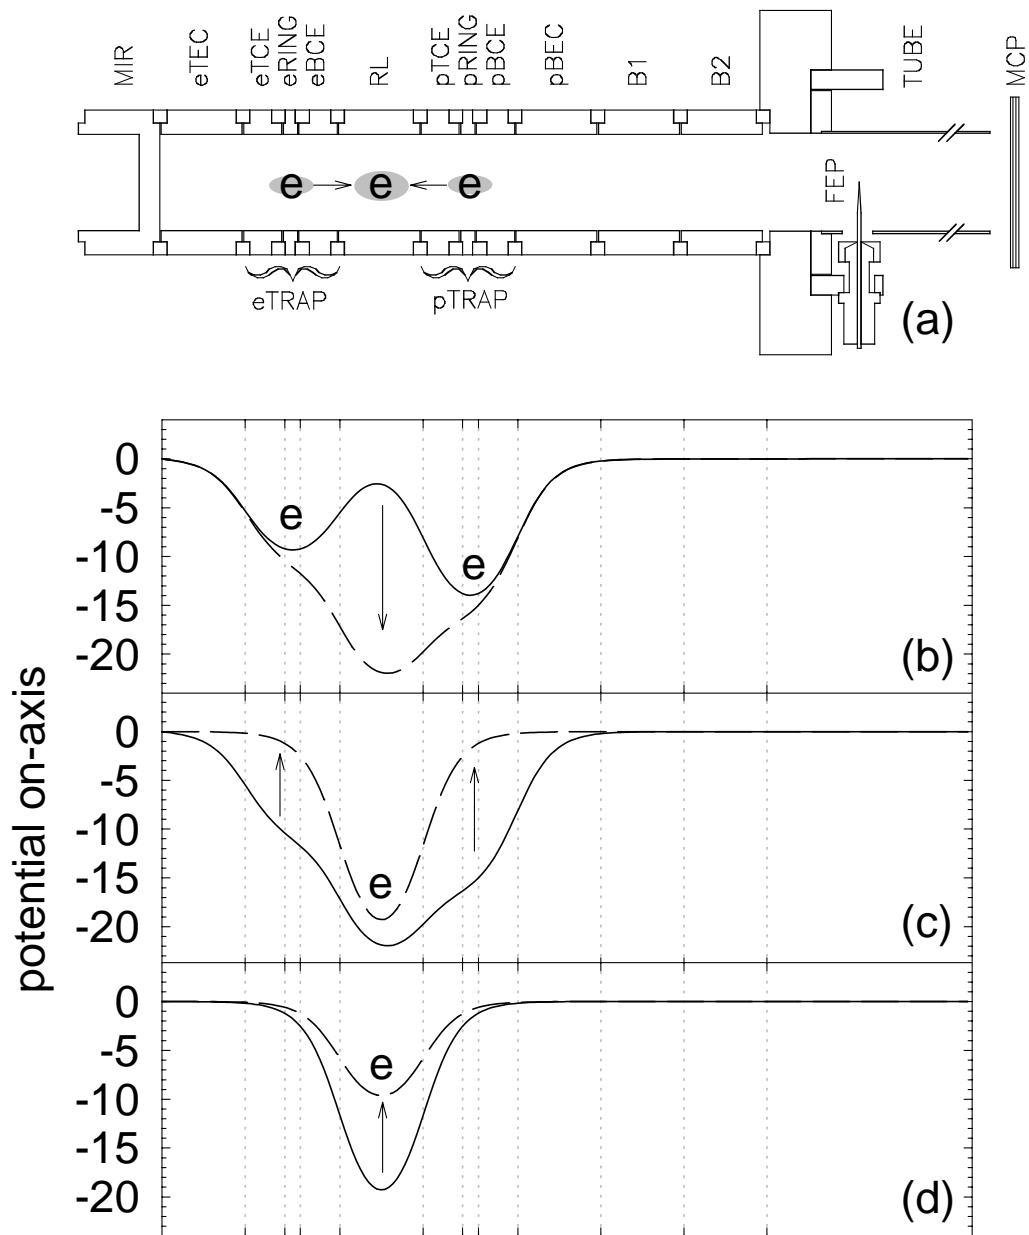 MIR
eTEC
eTCE
eRING
eBCE
RL
pTCE
pRING
pBCE
pBEC
B1
B2
TUBE
MCP
e e e
FEP
eTRAP pTRAP
(a)
potential on-axis
0
-5
-10
-15
-20
e
e
(b)
0
-5
-10
-15
-20
e
(c)
0
-5
-10
-15
-20
e
(d)